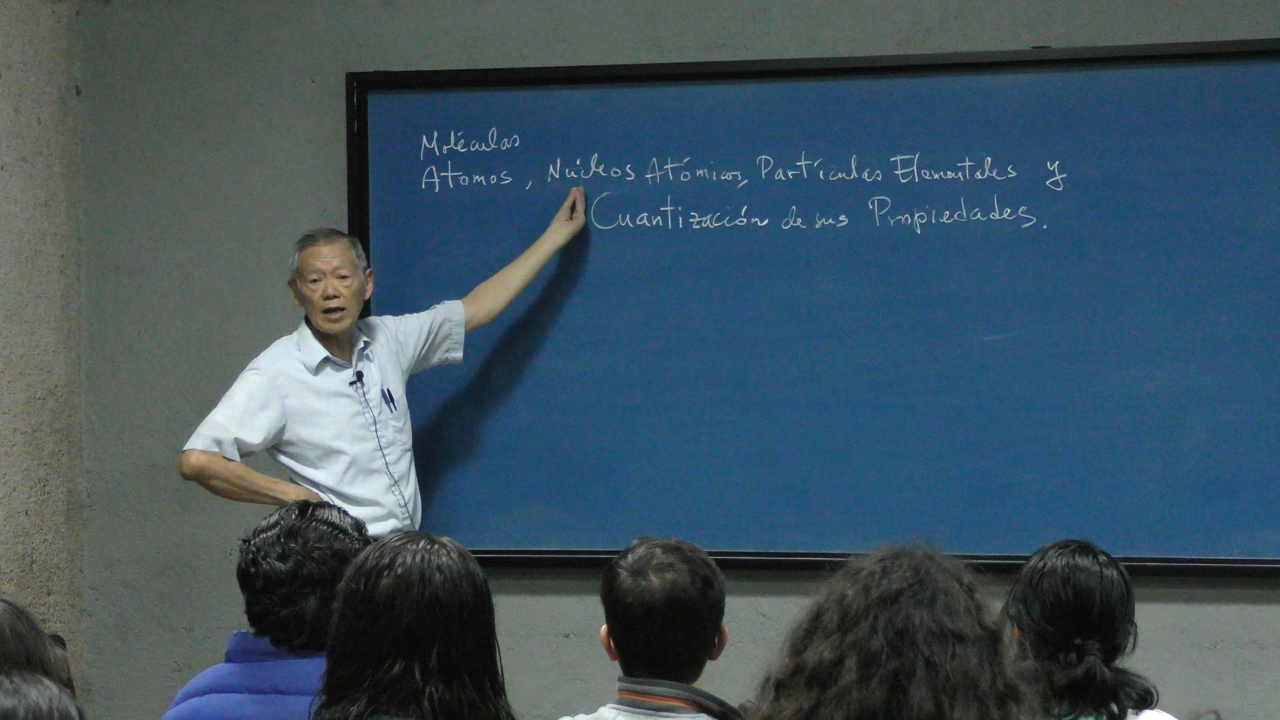 Moléculas
Atomos, Núcleos Atómicos, Partículas Elementales y
Cuantización de sus Propiedades.